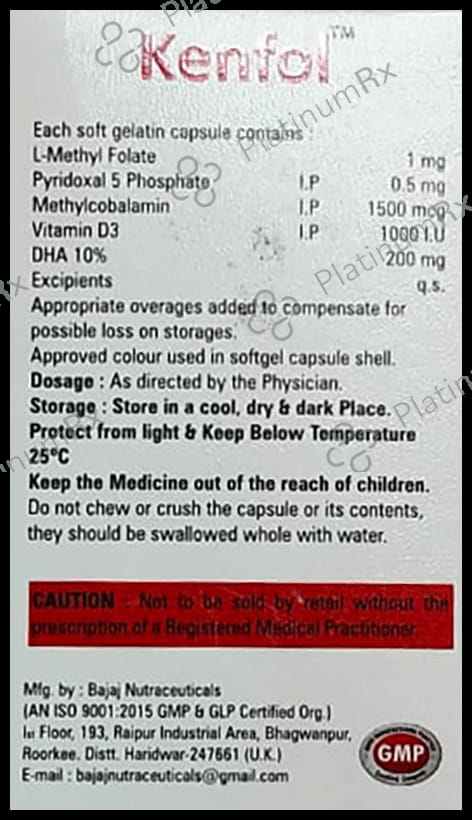 Kenfol™
Each soft gelatin capsule contains :
L-Methyl Folate 1 mg
Pyridoxal 5 Phosphate I.P 0.5 mg
Methylcobalamin I.P 1500 mcg
Vitamin D3 I.P 1000 I.U
DHA 10% 200 mg
Excipients q.s.
Appropriate overages added to compensate for
possible loss on storages.
Approved colour used in softgel capsule shell.
Dosage : As directed by the Physician.
Storage : Store in a cool, dry & dark Place.
Protect from light & Keep Below Temperature
25°C
Keep the Medicine out of the reach of children.
Do not chew or crush the capsule or its contents,
they should be swallowed whole with water.
CAUTION : Not to be sold by retail without the
prescription of a Registered Medical Practitioner.
Mfg. by : Bajaj Nutraceuticals
(AN ISO 9001:2015 GMP & GLP Certified Org.)
Ist Floor, 193, Raipur Industrial Area, Bhagwanpur,
Roorkee. Distt. Haridwar-247661 (U.K.)
E-mail : bajajnutraceuticals@gmail.com
GMP
PlatinumRx
PlatinumRx
PlatinumRx